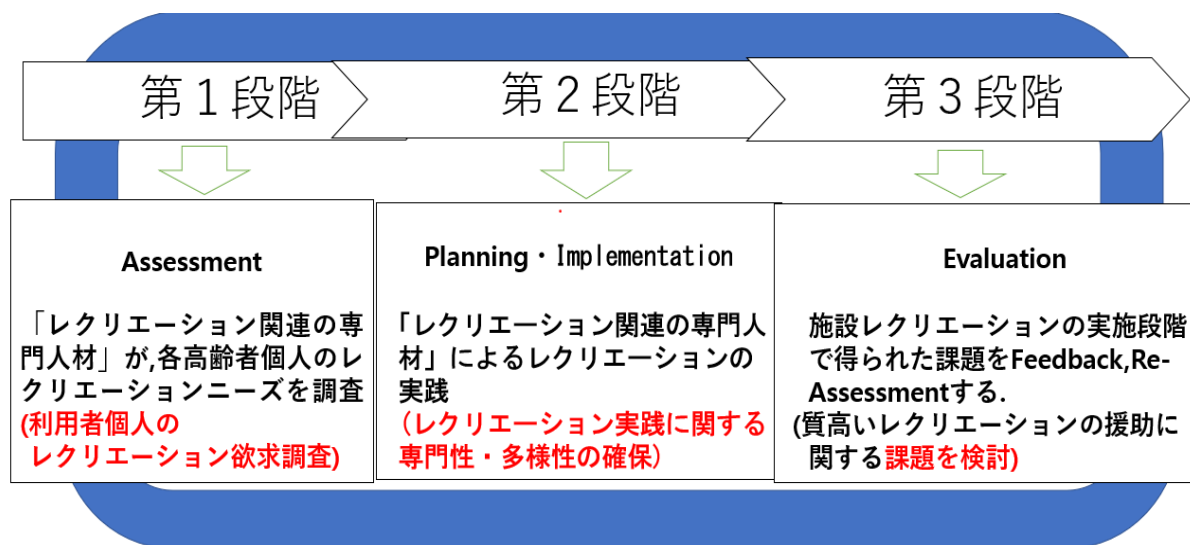 第１段階
第２段階
第３段階
Assessment
「レクリエーション関連の専
門人材」が,各高齢者個人のレ
クリエーションニーズを調査
(利用者個人の
レクリエーション欲求調査)
Planning・Implementation
「レクリエーション関連の専門人
材」によるレクリエーションの
実践
（レクリエーション実践に関する
専門性・多様性の確保）
Evaluation
施設レクリエーションの実施段階
で得られた課題をFeedback,Re-
Assessmentする.
(質高いレクリエーションの援助に
関する課題を検討)